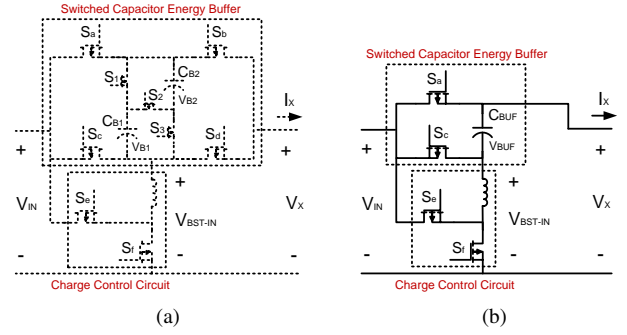 Switched Capacitor Energy Buffer
Sa
Sb
S1
CB2
S2
VB2
CB1
S3
Sc
VB1
Sd
IX
+
+
+
VIN
Se
VBST-IN
VX
Sf
-
-
-
Charge Control Circuit
(a)
Switched Capacitor Energy Buffer
Sa
CBUF
IX
Sc
VBUF
+
+
+
VIN
Se
VBST-IN
VX
Sf
-
-
-
Charge Control Circuit
(b)